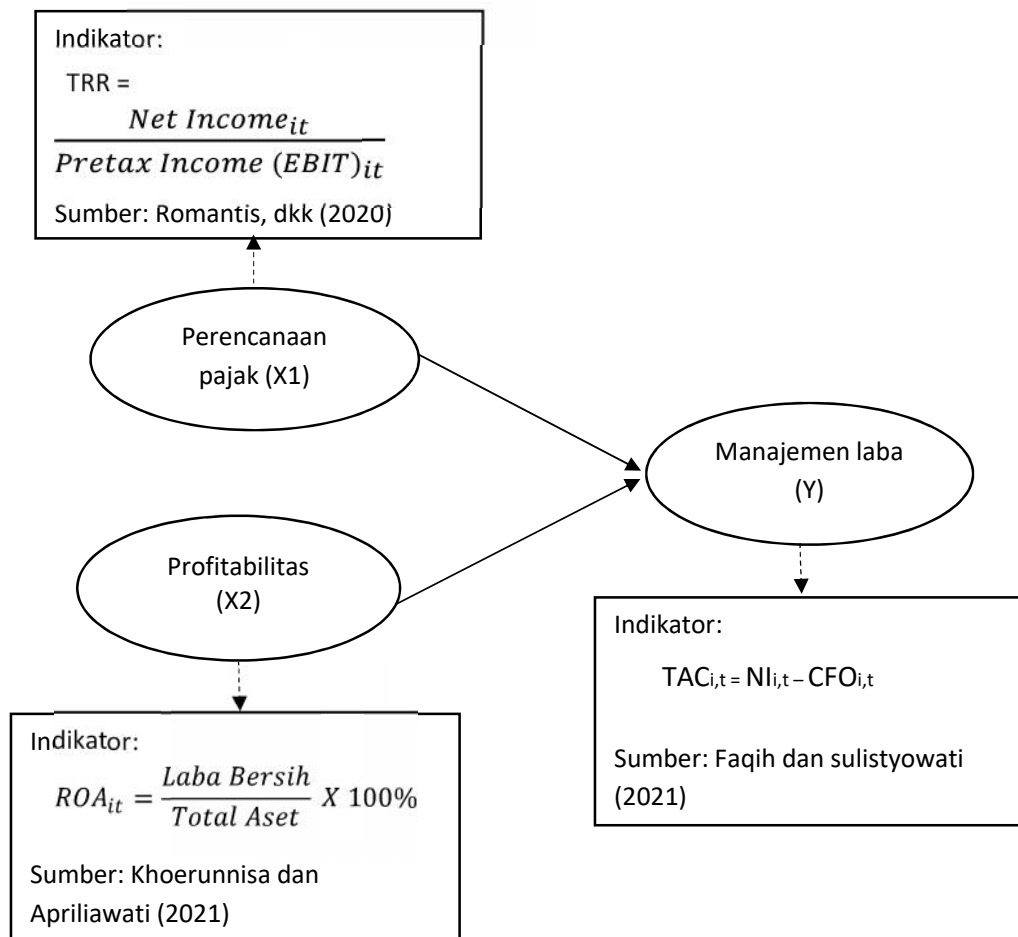 Indikator:
TRR =
Net Income_it
Pretax Income (EBIT)_it
Sumber: Romantis, dkk (2020)
Perencanaan
pajak (X1)
Manajemen laba
(Y)
Profitabilitas
(X2)
Indikator:
TACi,t = NIi,t – CFOi,t
Sumber: Faqih dan sulistyowati
(2021)
Indikator:
ROA_it = Laba Bersih / Total Aset X 100%
Sumber: Khoerunnisa dan
Apriliawati (2021)